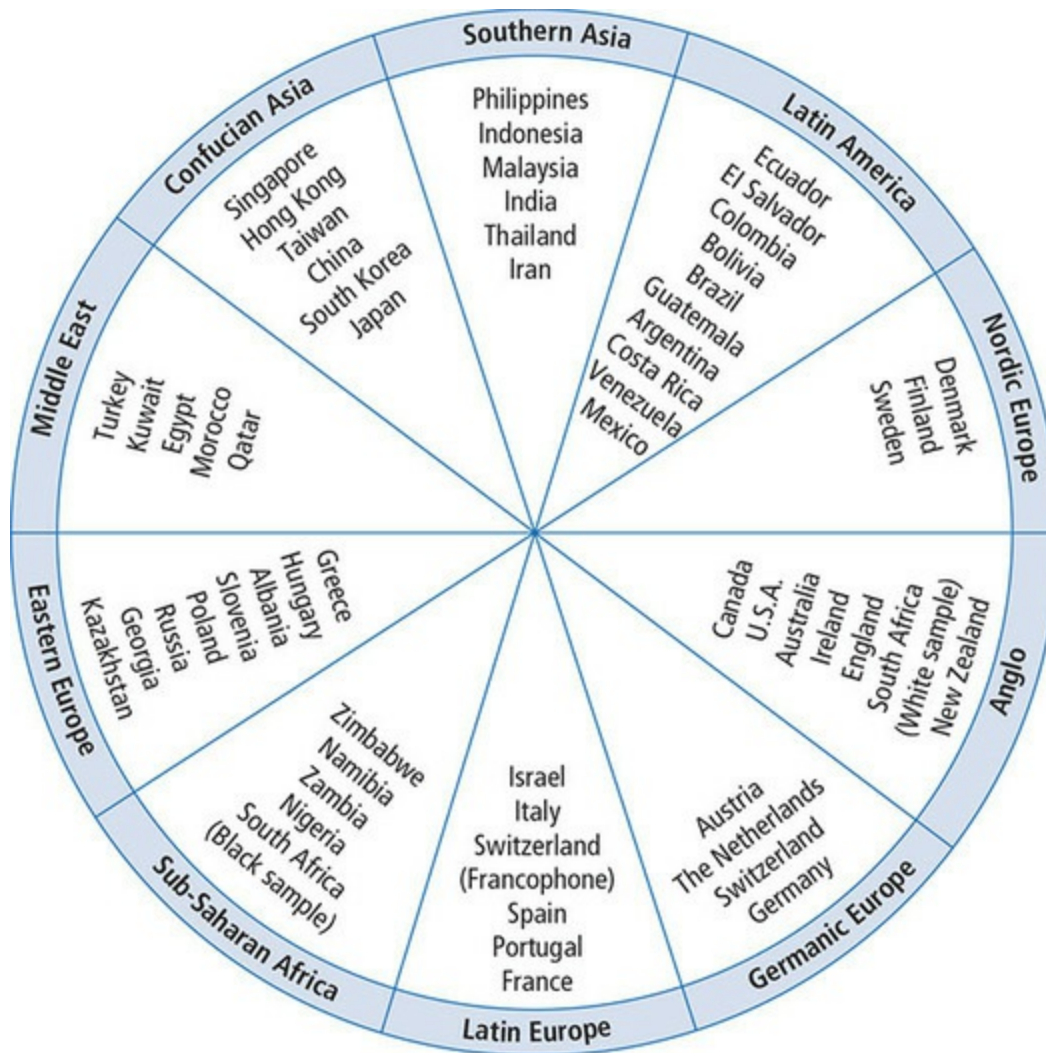 Southern Asia
Philippines
Indonesia
Malaysia
India
Thailand
Iran
Latin America
Ecuador
El Salvador
Colombia
Bolivia
Brazil
Guatemala
Argentina
Costa Rica
Venezuela
Mexico
Nordic Europe
Denmark
Finland
Sweden
Anglo
Canada
U.S.A.
Australia
Ireland
England
South Africa
(White sample)
New Zealand
Germanic Europe
Austria
The Netherlands
Switzerland
Germany
Latin Europe
Israel
Italy
Switzerland
(Francophone)
Spain
Portugal
France
Sub-Saharan Africa
Zimbabwe
Namibia
Zambia
Nigeria
South Africa
(Black sample)
Eastern Europe
Greece
Hungary
Albania
Slovenia
Poland
Russia
Georgia
Kazakhstan
Middle East
Turkey
Kuwait
Egypt
Morocco
Qatar
Confucian Asia
Singapore
Hong Kong
Taiwan
China
South Korea
Japan